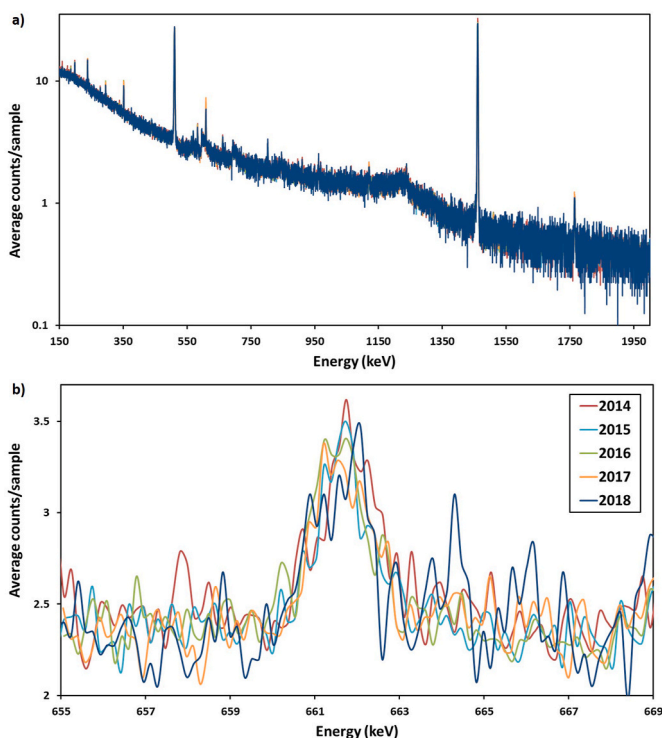 a)
Average counts/sample
10
1
0.1
150 350 550 750 950 1150 1350 1550 1750 1950
Energy (keV)
b)
Average counts/sample
3.5
3
2.5
2
2014
2015
2016
2017
2018
655 657 659 661 663 665 667 669
Energy (keV)